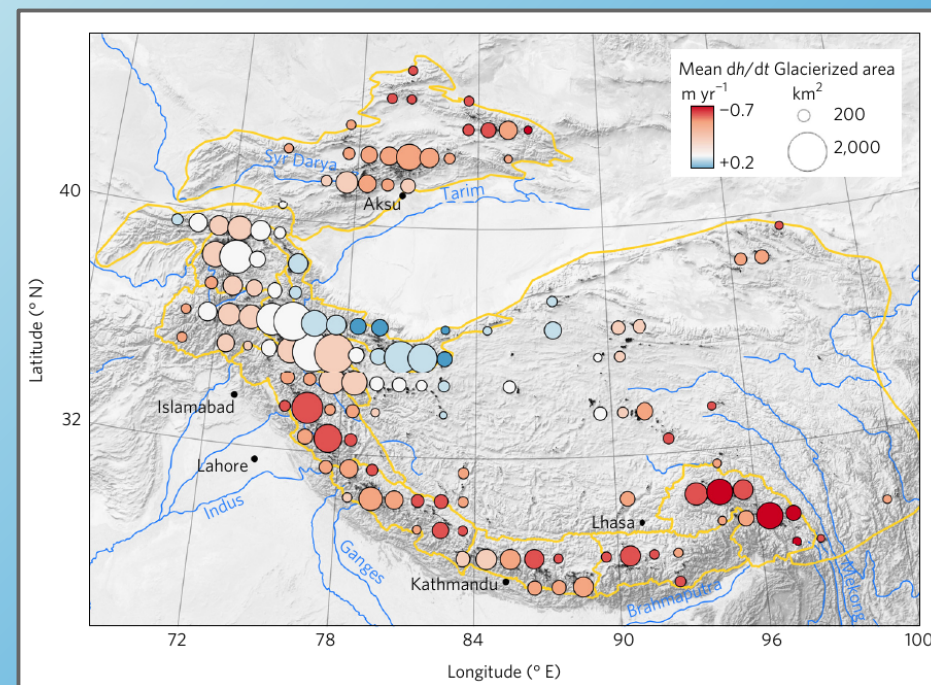 Mean dh/dt Glacierized area
m yr⁻¹
km²
−0.7
200
+0.2
2,000
Syr Darya
40
Aksu
Tarim
Latitude (° N)
Islamabad
32
Lahore
Indus
Lhasa
Ganges
Kathmandu
Brahmaputra
Mekong
72
78
84
90
96
100
Longitude (° E)